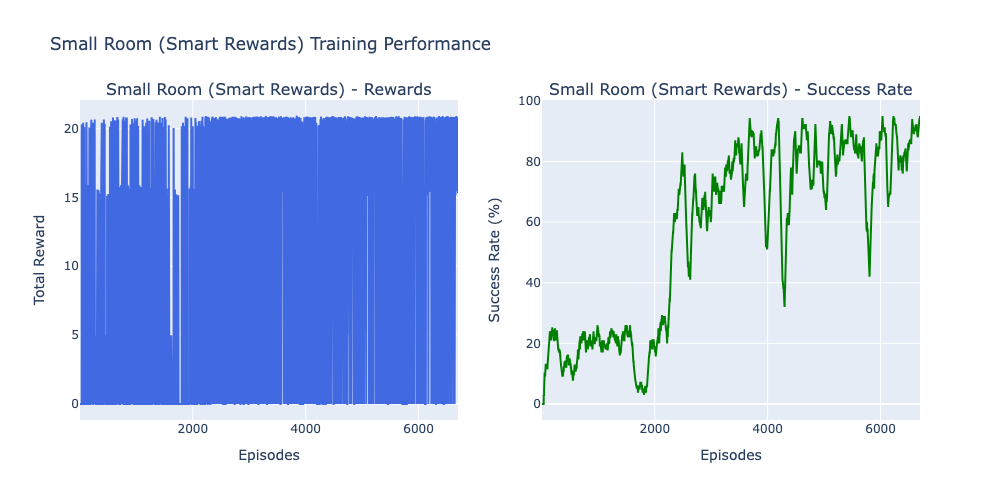 Small Room (Smart Rewards) Training Performance
Small Room (Smart Rewards) - Rewards
20
15
10
5
0
Total Reward
2000
4000
6000
Episodes
Small Room (Smart Rewards) - Success Rate
100
80
60
40
20
0
Success Rate (%)
2000
4000
6000
Episodes